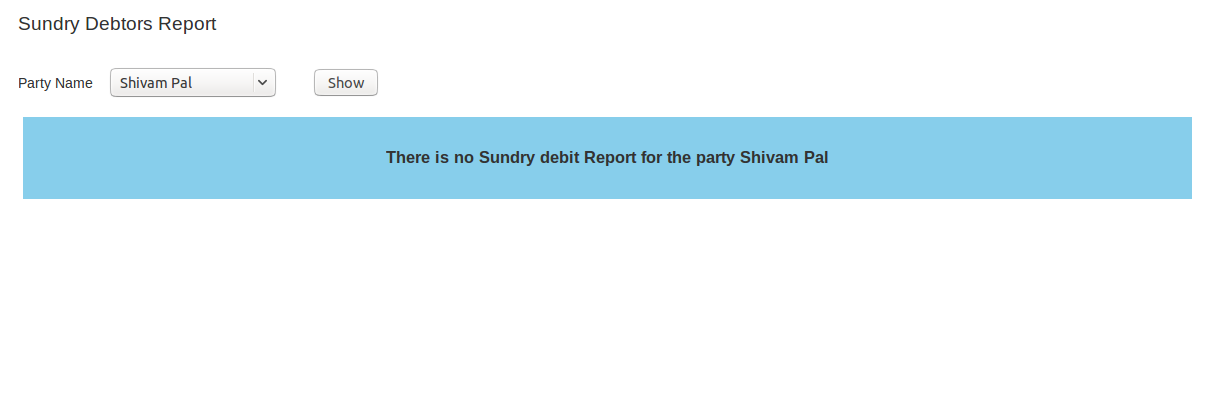 Sundry Debtors Report
Party Name Shivam Pal Show
There is no Sundry debit Report for the party Shivam Pal